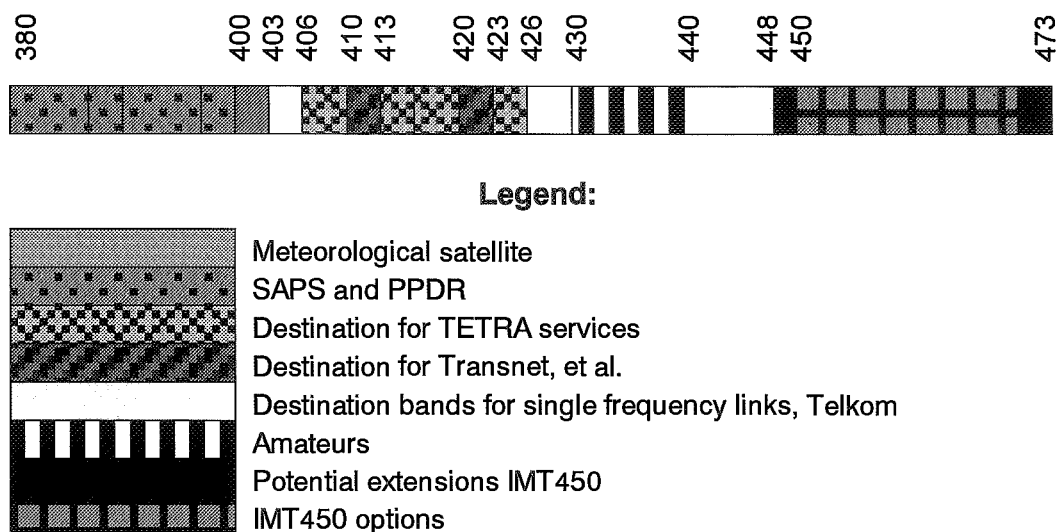 380 400 403 406 410 413 420 423 426 430 440 448 450 473
Legend:
Meteorological satellite
SAPS and PPDR
Destination for TETRA services
Destination for Transnet, et al.
Destination bands for single frequency links, Telkom
Amateurs
Potential extensions IMT450
IMT450 options